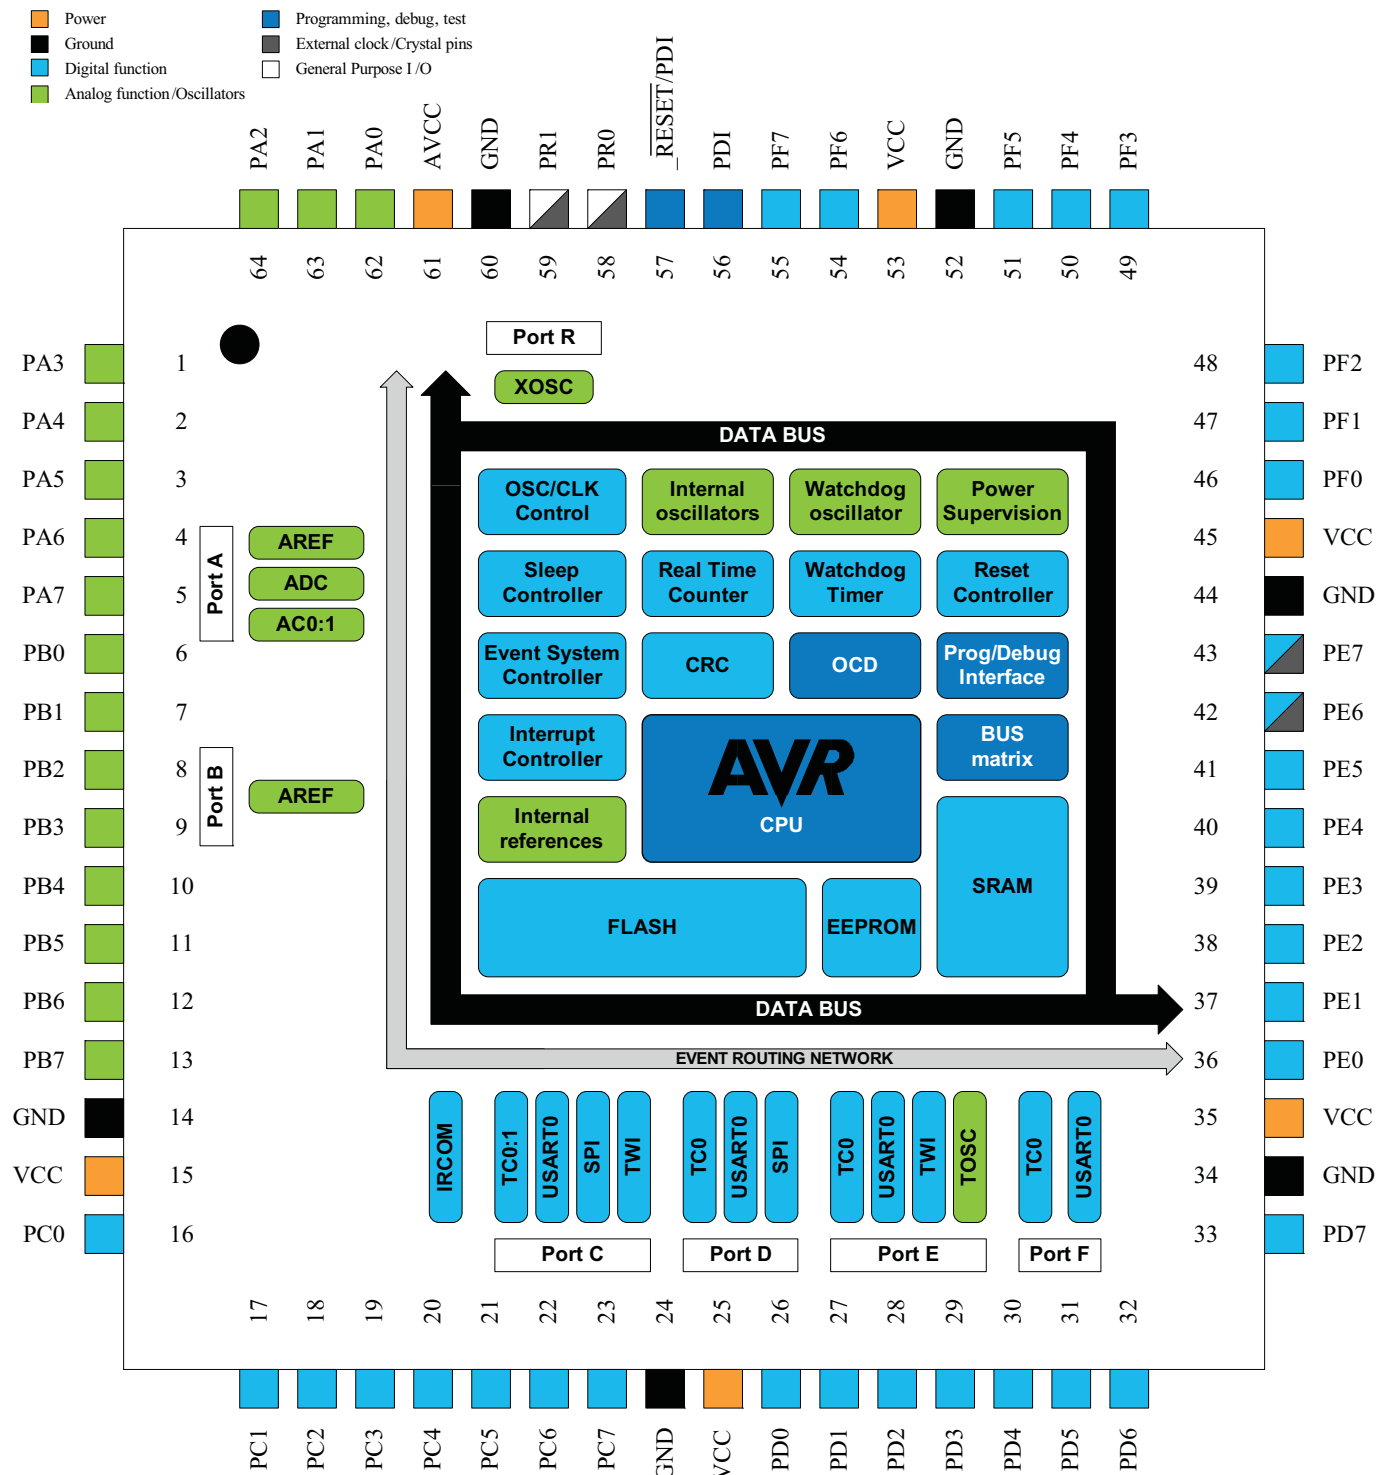 Power
Ground
Digital function
Analog function/Oscillators
Programming, debug, test
External clock/Crystal pins
General Purpose I/O
PA2
PA1
PA0
AVCC
GND
PR1
PR0
_RESET/PDI
PDI
PF7
PF6
VCC
GND
PF5
PF4
PF3
64
63
62
61
60
59
58
57
56
55
54
53
52
51
50
49
PA3 1
PA4 2
PA5 3
PA6 4
PA7 5
PB0 6
PB1 7
PB2 8
PB3 9
PB4 10
PB5 11
PB6 12
PB7 13
GND 14
VCC 15
PC0 16
Port A
AREF
ADC
AC0:1
Port B
AREF
Port R
XOSC
DATA BUS
OSC/CLK
Control
Internal
oscillators
Watchdog
oscillator
Power
Supervision
Sleep
Controller
Real Time
Counter
Watchdog
Timer
Reset
Controller
Event System
Controller
CRC
OCD
Prog/Debug
Interface
Interrupt
Controller
AVR
CPU
BUS
matrix
Internal
references
SRAM
FLASH
EEPROM
DATA BUS
EVENT ROUTING NETWORK
IRCOM
TC0:1
USART0
SPI
TWI
TC0
USART0
SPI
TC0
USART0
TWI
TOSC
TC0
USART0
Port C
Port D
Port E
Port F
48 PF2
47 PF1
46 PF0
45 VCC
44 GND
43 PE7
42 PE6
41 PE5
40 PE4
39 PE3
38 PE2
37 PE1
36 PE0
35 VCC
34 GND
33 PD7
17
18
19
20
21
22
23
24
25
26
27
28
29
30
31
32
PC1
PC2
PC3
PC4
PC5
PC6
PC7
GND
VCC
PD0
PD1
PD2
PD3
PD4
PD5
PD6